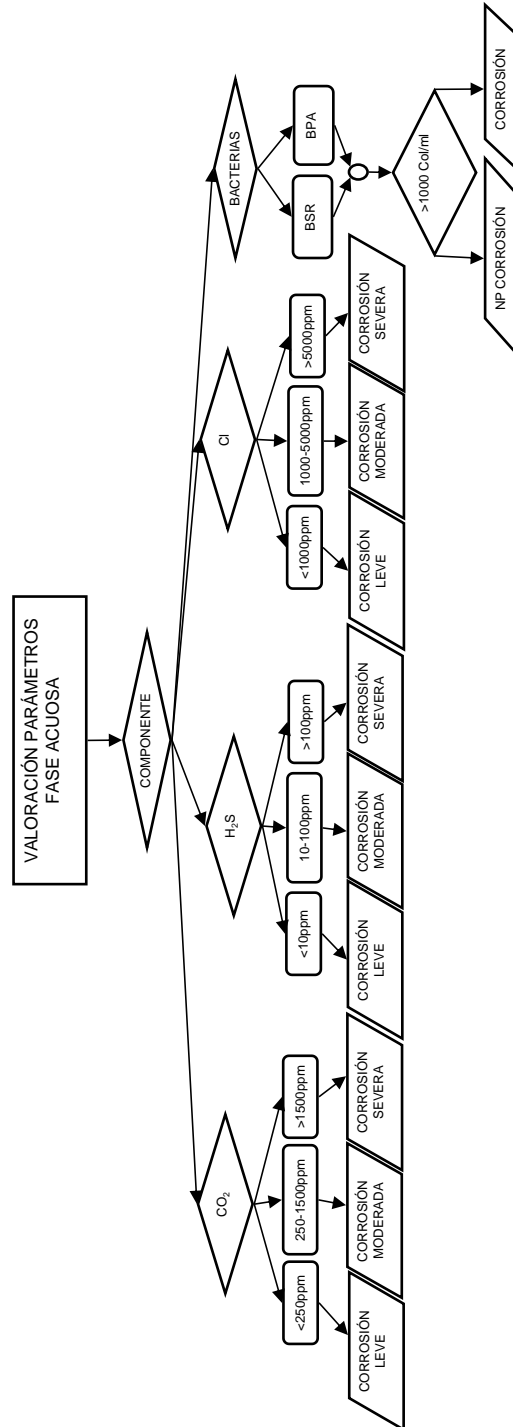 VALORACIÓN PARÁMETROS
FASE ACUOSA
COMPONENTE
CO₂
H₂S
Cl
BACTERIAS
<250ppm
250-1500ppm
>1500ppm
<10ppm
10-100ppm
>100ppm
<1000ppm
1000-5000ppm
>5000ppm
BSR
BPA
CORROSIÓN
LEVE
CORROSIÓN
MODERADA
CORROSIÓN
SEVERA
CORROSIÓN
LEVE
CORROSIÓN
MODERADA
CORROSIÓN
SEVERA
CORROSIÓN
LEVE
CORROSIÓN
MODERADA
CORROSIÓN
SEVERA
>1000 Col/ml
NP CORROSIÓN
CORROSIÓN